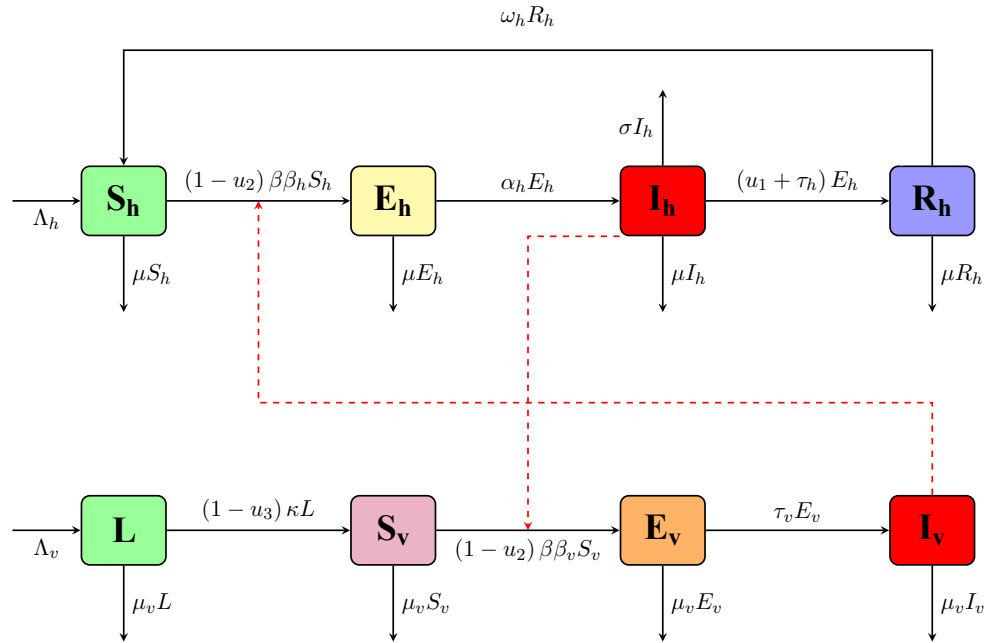 ω_h R_h
σI_h
(1 − u_2) ββ_h S_h
α_h E_h
(u_1 + τ_h) E_h
S_h
E_h
I_h
R_h
Λ_h
μS_h
μE_h
μI_h
μR_h
(1 − u_3) κL
τ_v E_v
L
S_v
E_v
I_v
Λ_v
(1 − u_2) ββ_v S_v
μ_v L
μ_v S_v
μ_v E_v
μ_v I_v